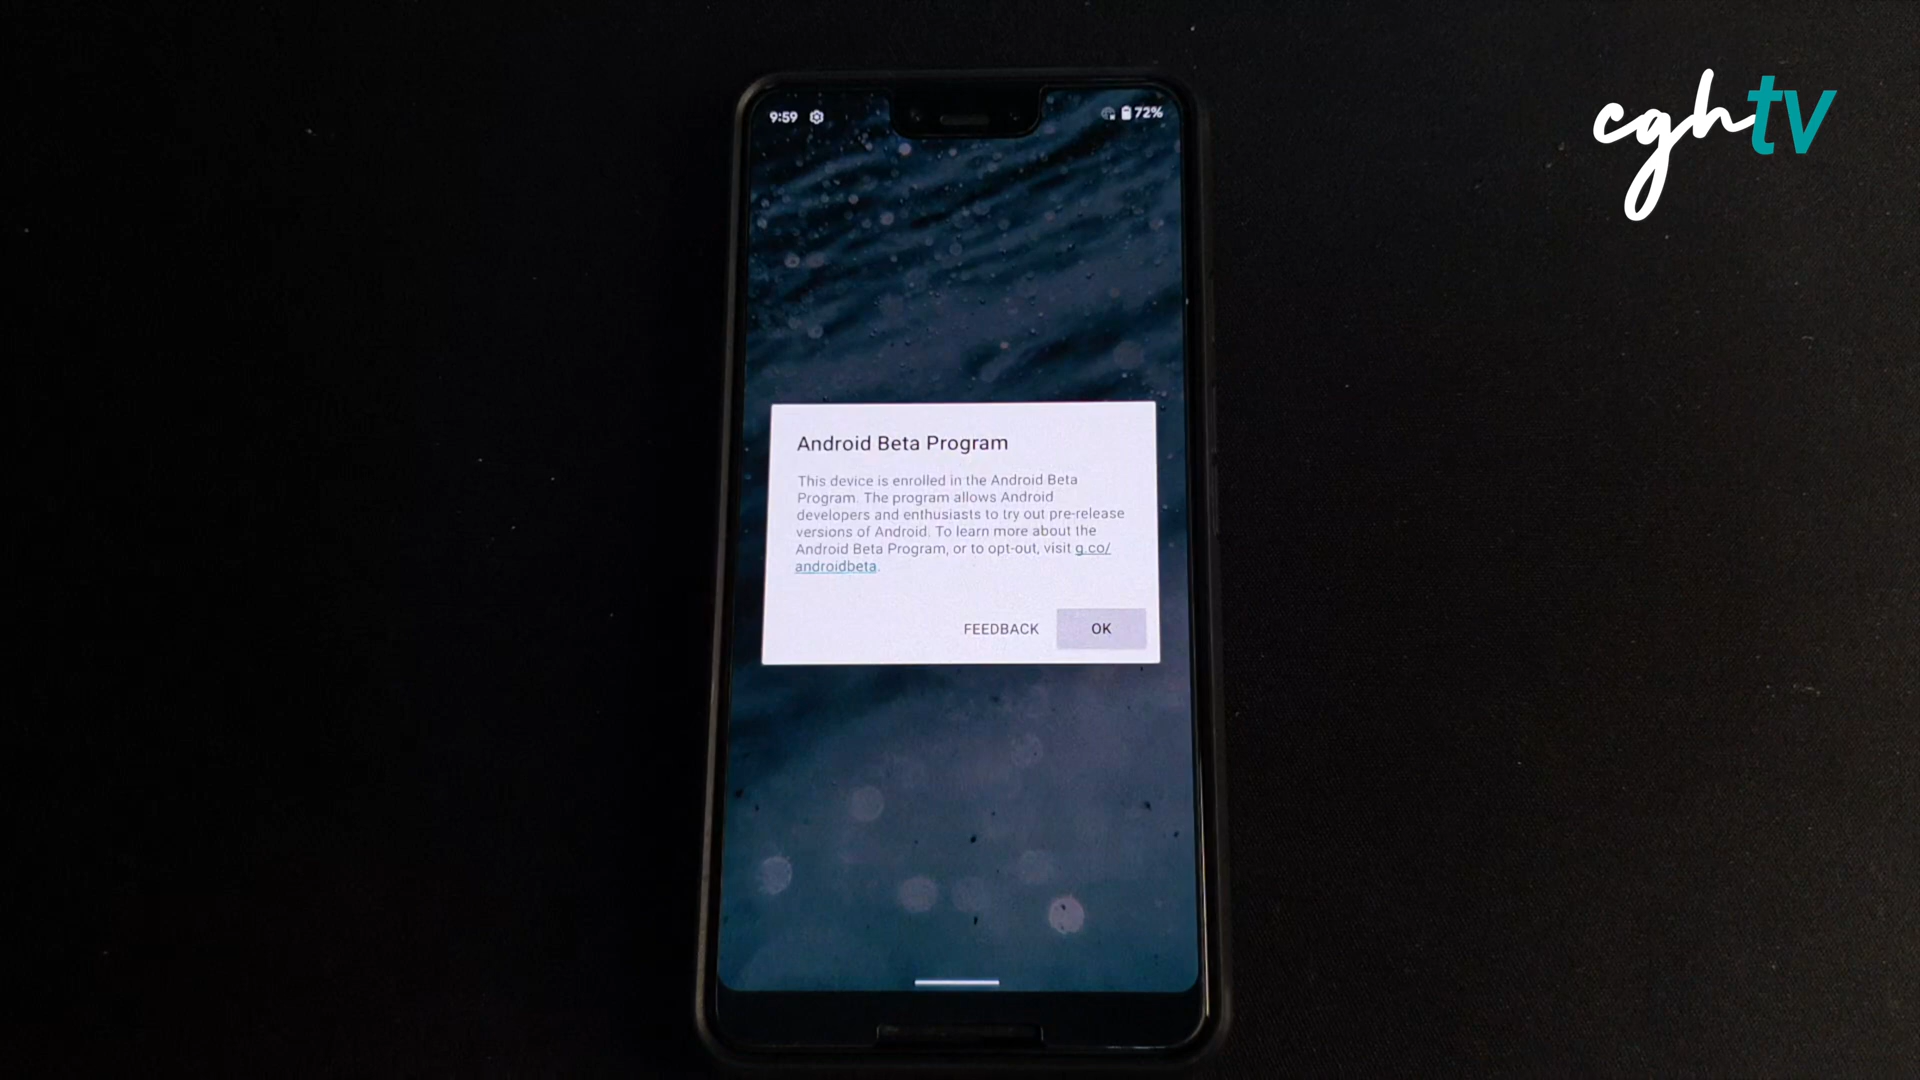 cghtv
9:59
72%
Android Beta Program
This device is enrolled in the Android Beta
Program. The program allows Android
developers and enthusiasts to try out pre-release
versions of Android. To learn more about the
Android Beta Program, or to opt-out, visit g.co/
androidbeta.
FEEDBACK OK